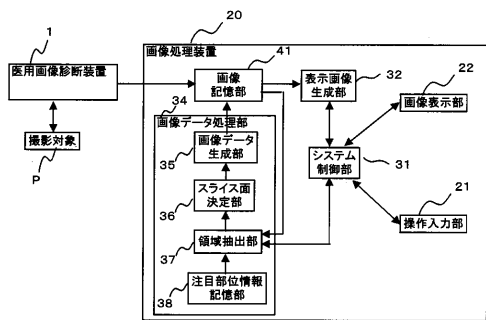 20
画像処理装置
1
医用画像診断装置
撮影対象
P
41
画像
記憶部
表示画像
生成部
32
22
画像表示部
34
画像データ処理部
画像データ
生成部
35
スライス面
決定部
36
領域抽出部
37
注目部位情報
記憶部
38
システム
制御部
31
21
操作入力部